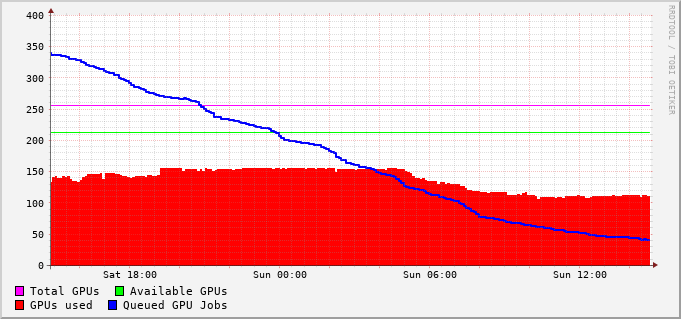 400
350
300
250
200
150
100
50
0
Sat 18:00 Sun 00:00 Sun 06:00 Sun 12:00
Total GPUs Available GPUs
GPUs used Queued GPU Jobs
RRDTOOL / TOBI OETIKER